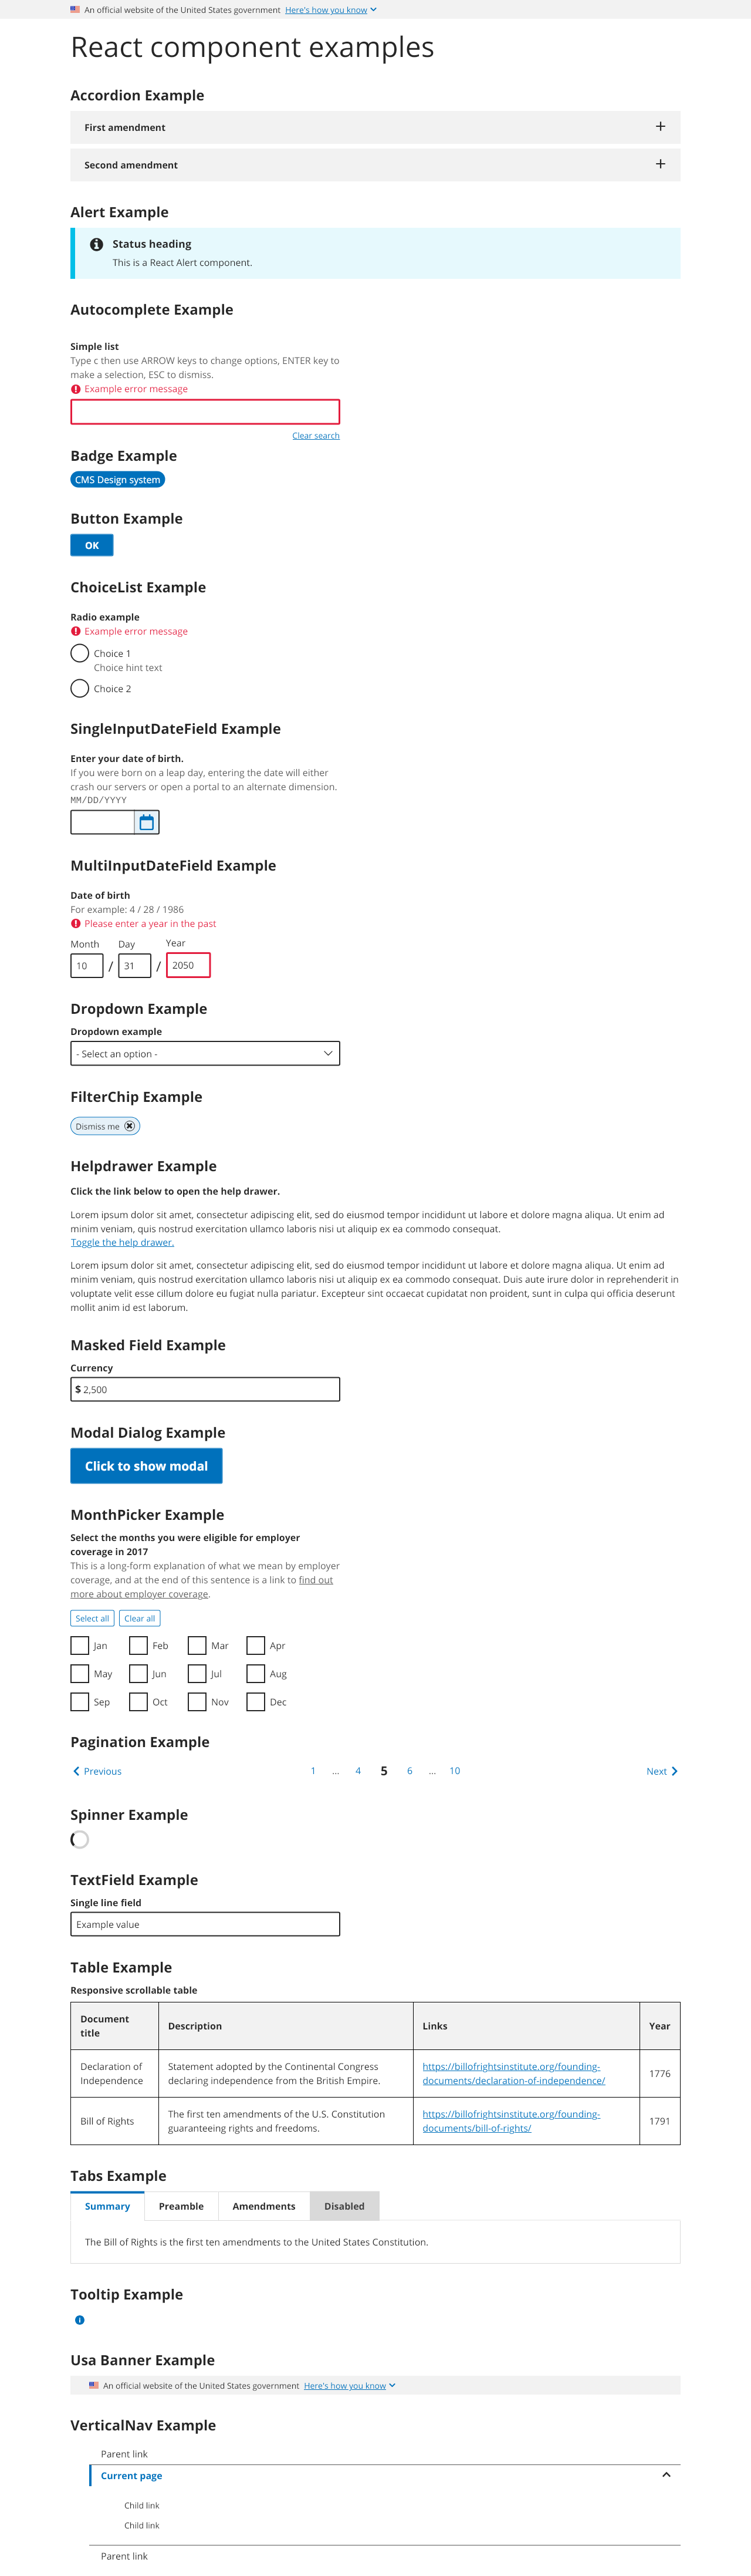 An official website of the United States government Here's how you know
React component examples
Accordion Example
First amendment
Second amendment
Alert Example
Status heading
This is a React Alert component.
Autocomplete Example
Simple list
Type c then use ARROW keys to change options, ENTER key to
make a selection, ESC to dismiss.
Example error message
Clear search
Badge Example
CMS Design system
Button Example
OK
ChoiceList Example
Radio example
Example error message
Choice 1
Choice hint text
Choice 2
SingleInputDateField Example
Enter your date of birth.
If you were born on a leap day, entering the date will either
crash our servers or open a portal to an alternate dimension.
MM/DD/YYYY
MultiInputDateField Example
Date of birth
For example: 4 / 28 / 1986
Please enter a year in the past
Month Day Year
10 / 31 / 2050
Dropdown Example
Dropdown example
- Select an option -
FilterChip Example
Dismiss me
Helpdrawer Example
Click the link below to open the help drawer.
Lorem ipsum dolor sit amet, consectetur adipiscing elit, sed do eiusmod tempor incididunt ut labore et dolore magna aliqua. Ut enim ad
minim veniam, quis nostrud exercitation ullamco laboris nisi ut aliquip ex ea commodo consequat.
Toggle the help drawer.
Lorem ipsum dolor sit amet, consectetur adipiscing elit, sed do eiusmod tempor incididunt ut labore et dolore magna aliqua. Ut enim ad
minim veniam, quis nostrud exercitation ullamco laboris nisi ut aliquip ex ea commodo consequat. Duis aute irure dolor in reprehenderit in
voluptate velit esse cillum dolore eu fugiat nulla pariatur. Excepteur sint occaecat cupidatat non proident, sunt in culpa qui officia deserunt
mollit anim id est laborum.
Masked Field Example
Currency
$ 2,500
Modal Dialog Example
Click to show modal
MonthPicker Example
Select the months you were eligible for employer
coverage in 2017
This is a long-form explanation of what we mean by employer
coverage, and at the end of this sentence is a link to find out
more about employer coverage.
Select all Clear all
Jan Feb Mar Apr
May Jun Jul Aug
Sep Oct Nov Dec
Pagination Example
Previous 1 ... 4 5 6 ... 10 Next
Spinner Example
TextField Example
Single line field
Example value
Table Example
Responsive scrollable table
Document
title
Description
Links
Year
Declaration of
Independence
Statement adopted by the Continental Congress
declaring independence from the British Empire.
https://billofrightsinstitute.org/founding-
documents/declaration-of-independence/
1776
Bill of Rights
The first ten amendments of the U.S. Constitution
guaranteeing rights and freedoms.
https://billofrightsinstitute.org/founding-
documents/bill-of-rights/
1791
Tabs Example
Summary Preamble Amendments Disabled
The Bill of Rights is the first ten amendments to the United States Constitution.
Tooltip Example
Usa Banner Example
An official website of the United States government Here's how you know
VerticalNav Example
Parent link
Current page
Child link
Child link
Parent link